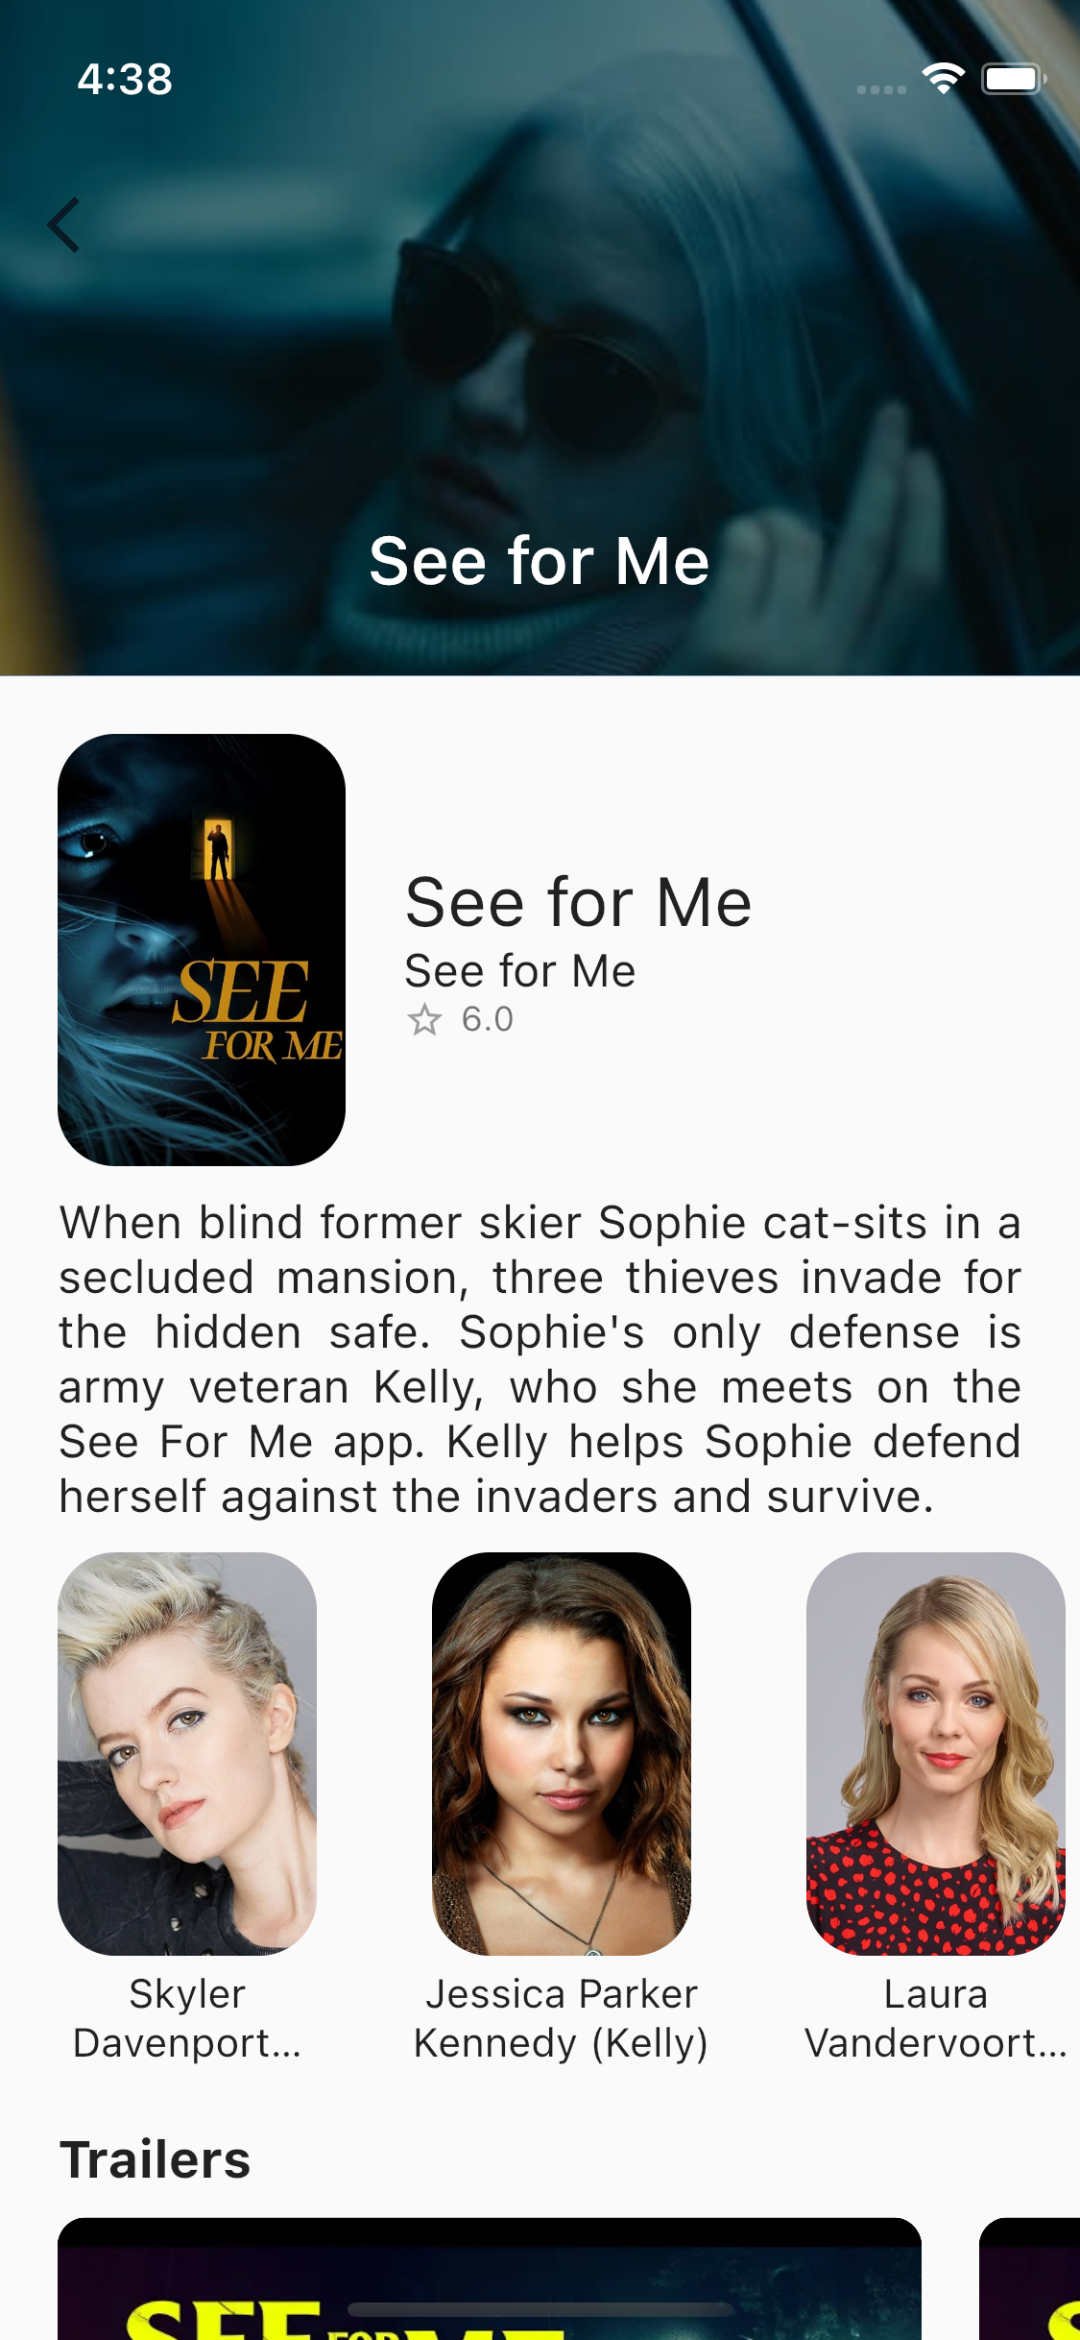 4:38
See for Me
SEE
FOR ME
See for Me
See for Me
6.0
When blind former skier Sophie cat-sits in a
secluded mansion, three thieves invade for
the hidden safe. Sophie's only defense is
army veteran Kelly, who she meets on the
See For Me app. Kelly helps Sophie defend
herself against the invaders and survive.
Skyler
Davenport...
Jessica Parker
Kennedy (Kelly)
Laura
Vandervoort...
Trailers
SEE FOR ME